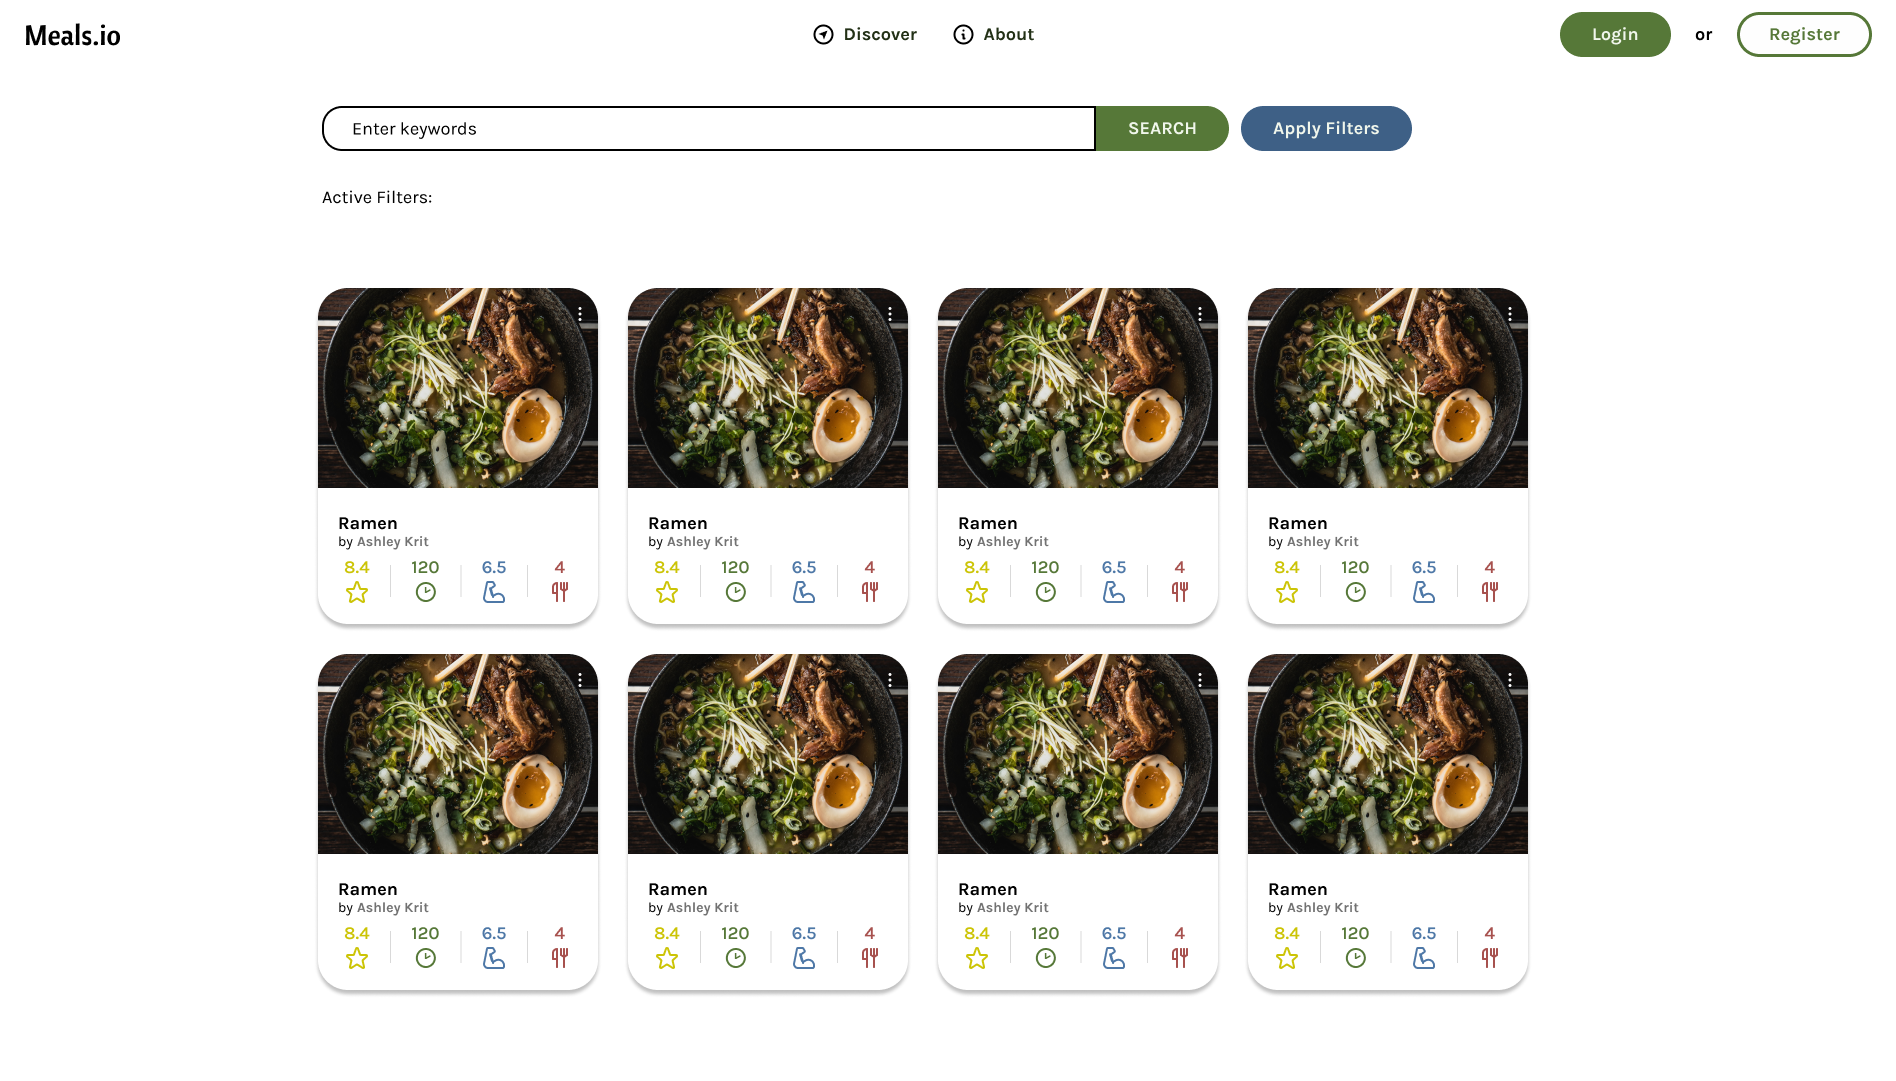 Meals.io
Discover
About
Login
or
Register
Enter keywords
SEARCH
Apply Filters
Active Filters:
Ramen
by Ashley Krit
8.4
120
6.5
4
Ramen
by Ashley Krit
8.4
120
6.5
4
Ramen
by Ashley Krit
8.4
120
6.5
4
Ramen
by Ashley Krit
8.4
120
6.5
4
Ramen
by Ashley Krit
8.4
120
6.5
4
Ramen
by Ashley Krit
8.4
120
6.5
4
Ramen
by Ashley Krit
8.4
120
6.5
4
Ramen
by Ashley Krit
8.4
120
6.5
4